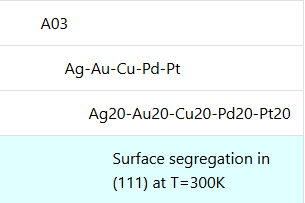 A03
Ag-Au-Cu-Pd-Pt
Ag20-Au20-Cu20-Pd20-Pt20
Surface segregation in
(111) at T=300K